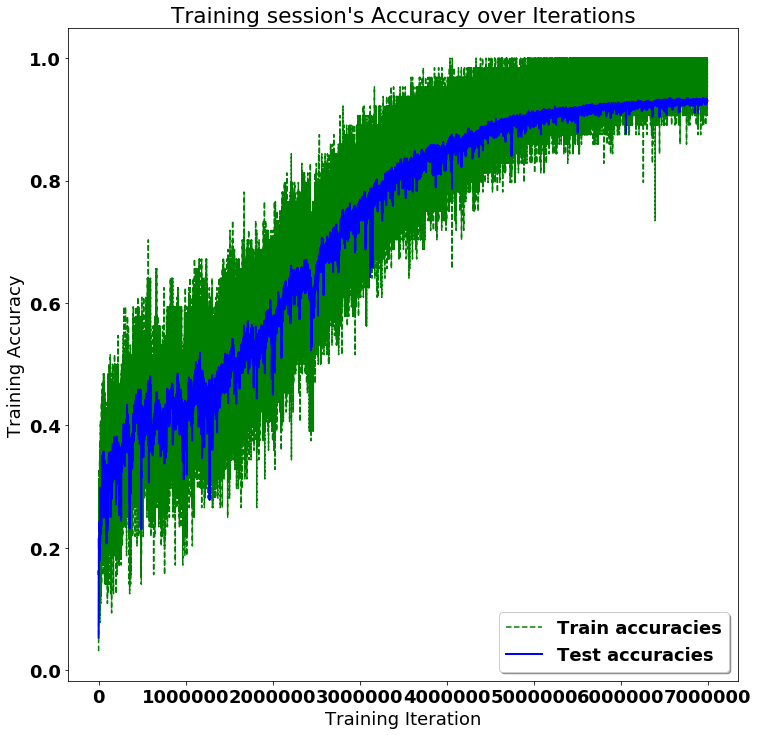 Training session's Accuracy over Iterations
Training Accuracy
1.0
0.8
0.6
0.4
0.2
0.0
Train accuracies
Test accuracies
0 1000000 2000000 3000000 4000000 5000000 6000000 7000000
Training Iteration